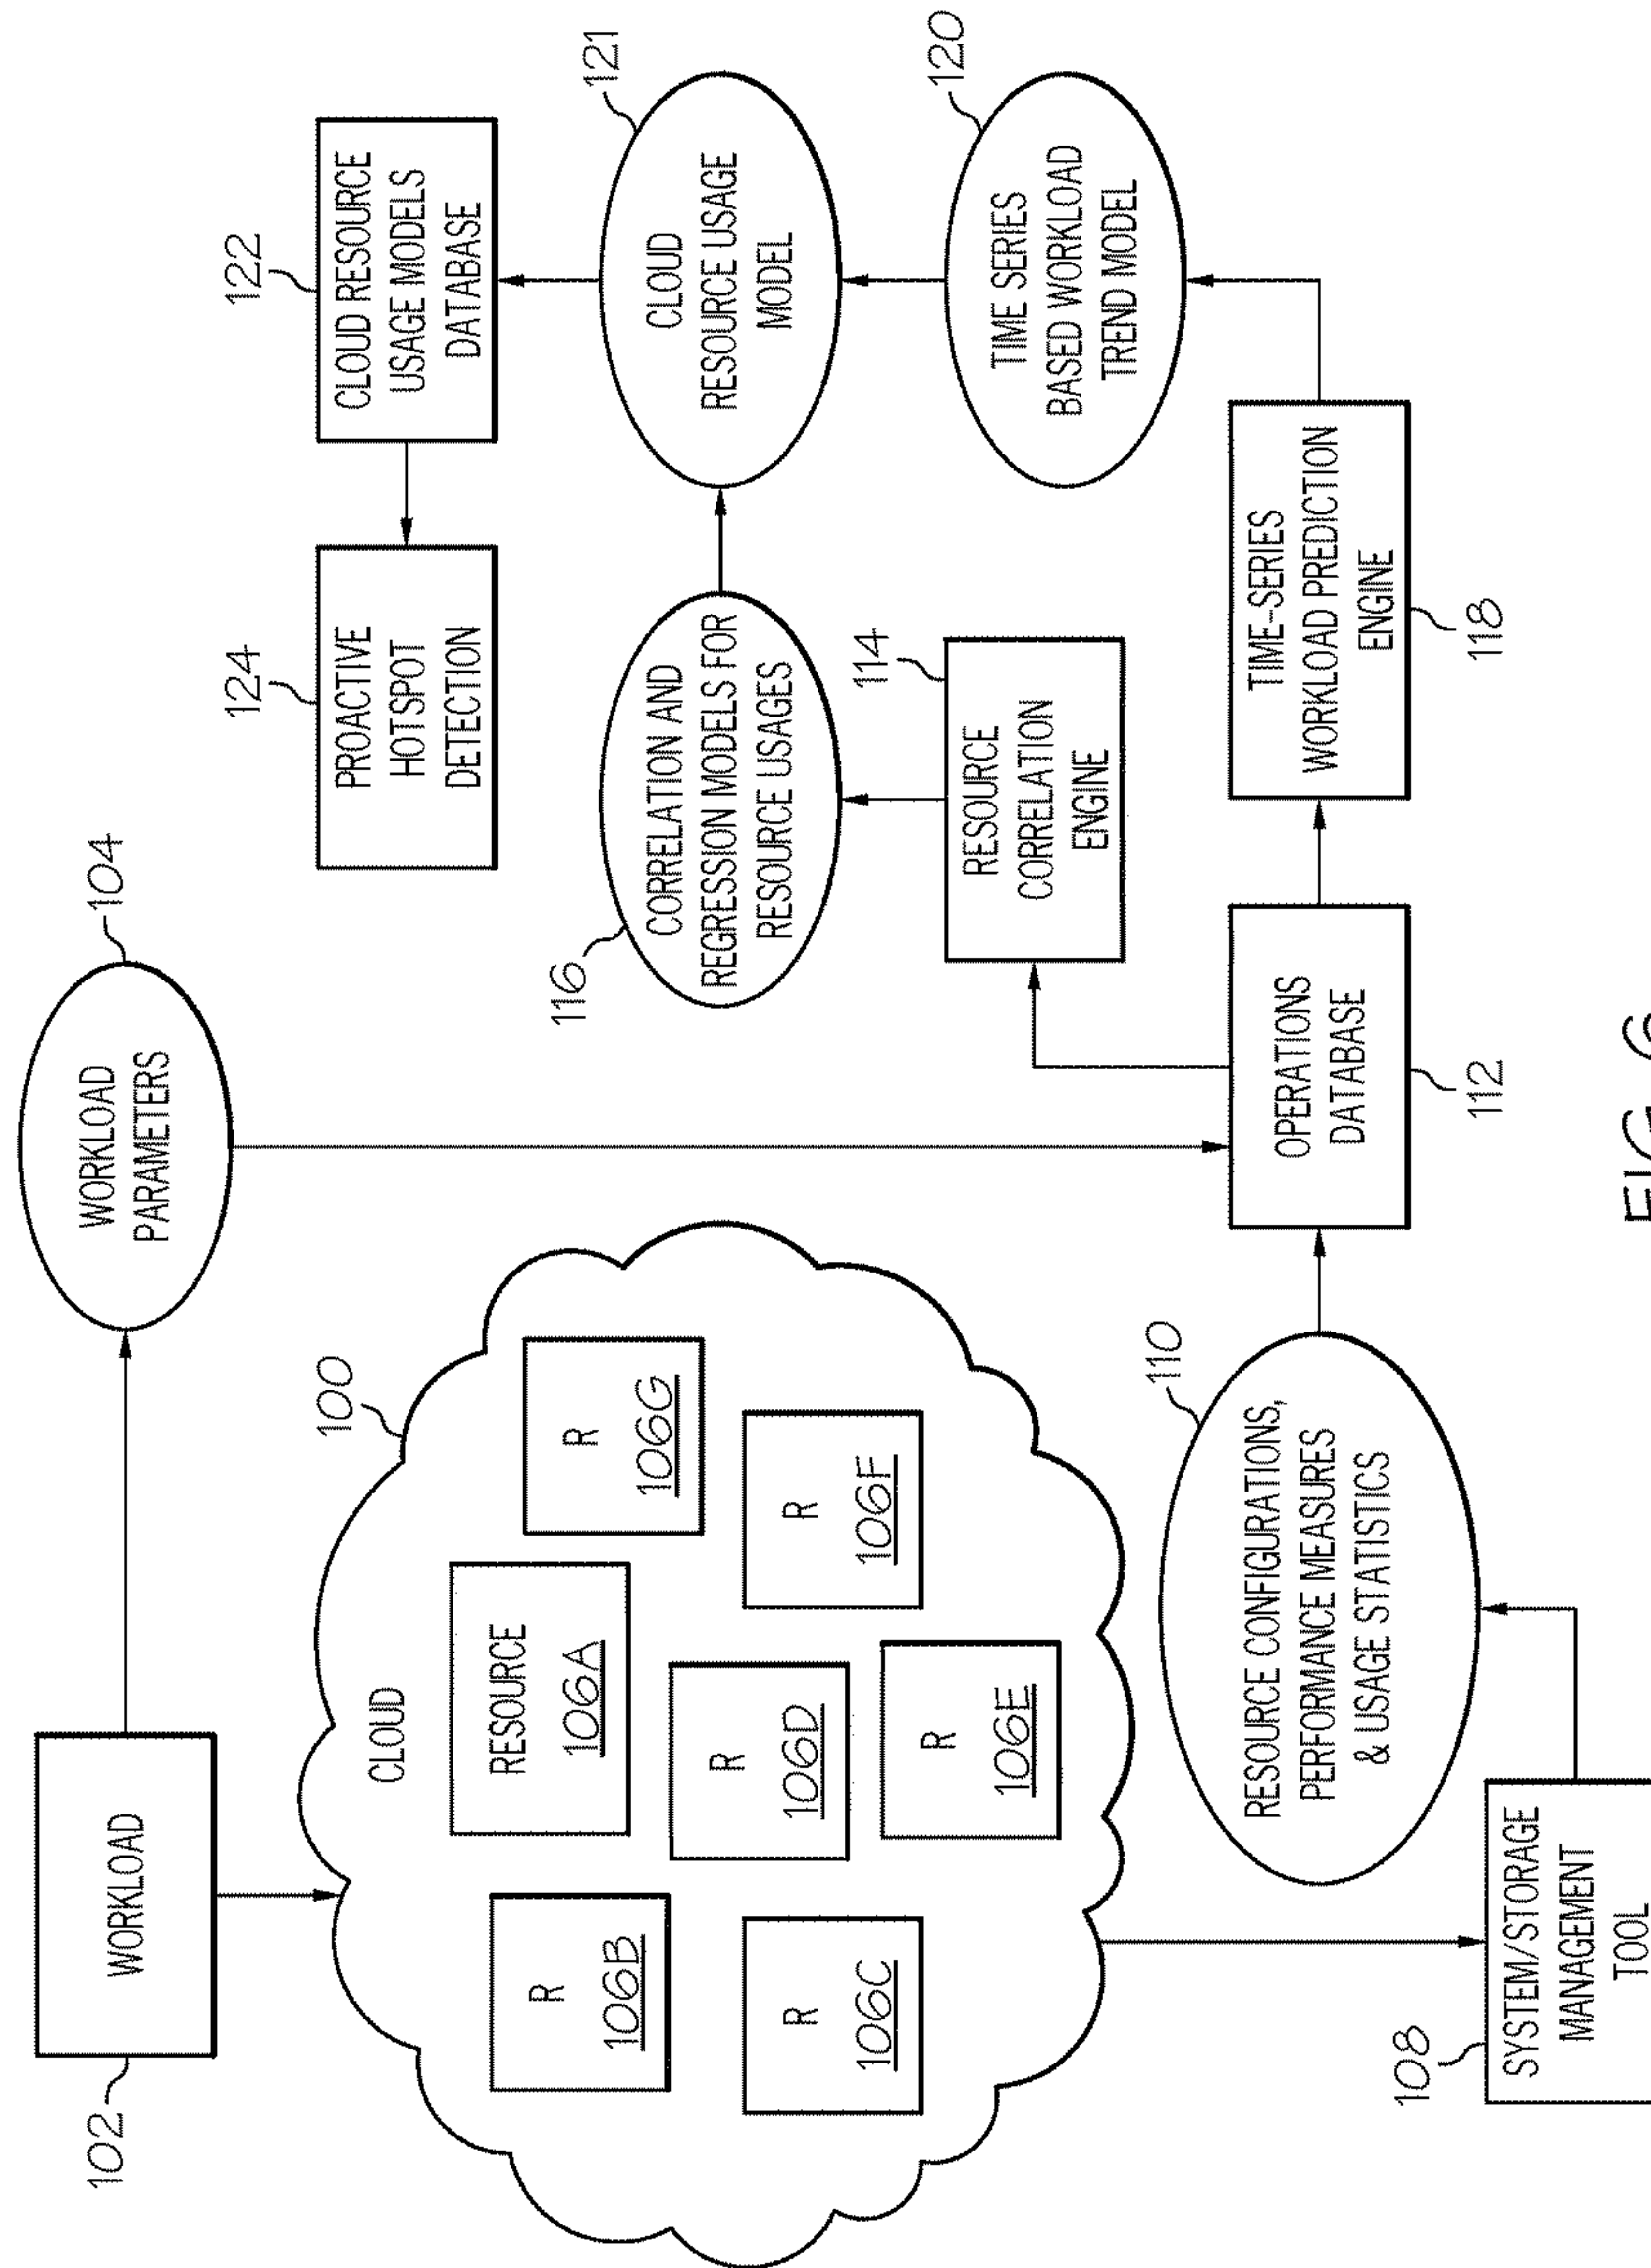 102
WORKLOAD
WORKLOAD
PARAMETERS
104
100
CLOUD
RESOURCE
106A
R
106B
R
106C
R
106D
R
106E
R
106F
R
106G
108
SYSTEM/STORAGE
MANAGEMENT
TOOL
110
RESOURCE CONFIGURATIONS,
PERFORMANCE MEASURES
& USAGE STATISTICS
OPERATIONS
DATABASE
112
114
RESOURCE
CORRELATION
ENGINE
116
CORRELATION AND
REGRESSION MODELS FOR
RESOURCE USAGES
TIME-SERIES
WORKLOAD PREDICTION
ENGINE
118
120
TIME SERIES
BASED WORKLOAD
TREND MODEL
121
CLOUD
RESOURCE USAGE
MODEL
122
CLOUD RESOURCE
USAGE MODELS
DATABASE
124
PROACTIVE
HOTSPOT
DETECTION
FIG. 6